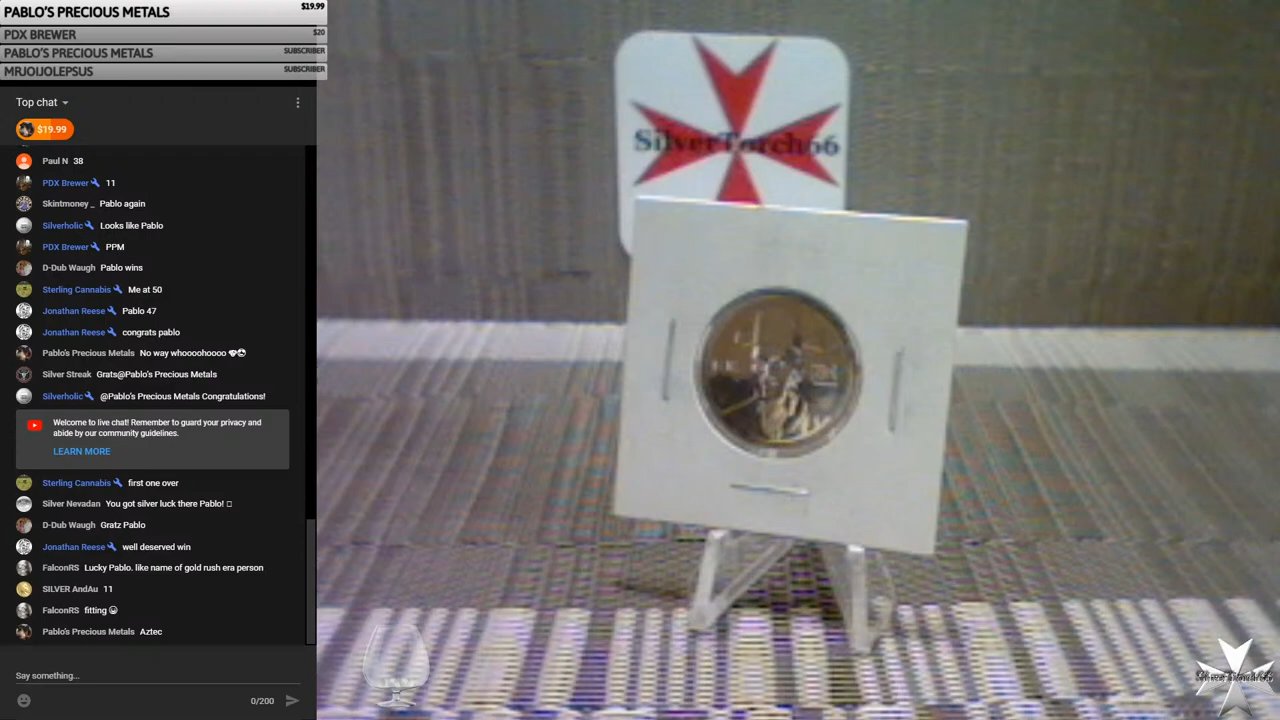 PABLO'S PRECIOUS METALS $19.99
PDX BREWER $20
PABLO'S PRECIOUS METALS SUBSCRIBER
MRJOIJOLEPSUS SUBSCRIBER
Top chat
$19.99
Paul N 38
PDX Brewer 11
Skintmoney _ Pablo again
Silverholic Looks like Pablo
PDX Brewer PPM
D-Dub Waugh Pablo wins
Sterling Cannabis Me at 50
Jonathan Reese Pablo 47
Jonathan Reese congrats pablo
Pablo's Precious Metals No way whoooohoooo
Silver Streak Grats@Pablo's Precious Metals
Silverholic @Pablo's Precious Metals Congratulations!
Welcome to live chat! Remember to guard your privacy and
abide by our community guidelines.
LEARN MORE
Sterling Cannabis first one over
Silver Nevadan You got silver luck there Pablo!
D-Dub Waugh Gratz Pablo
Jonathan Reese well deserved win
FalconRS Lucky Pablo. like name of gold rush era person
SILVER AndAu 11
FalconRS fitting
Pablo's Precious Metals Aztec
Say something...
0/200
SilverTorch66
SilverTorch66